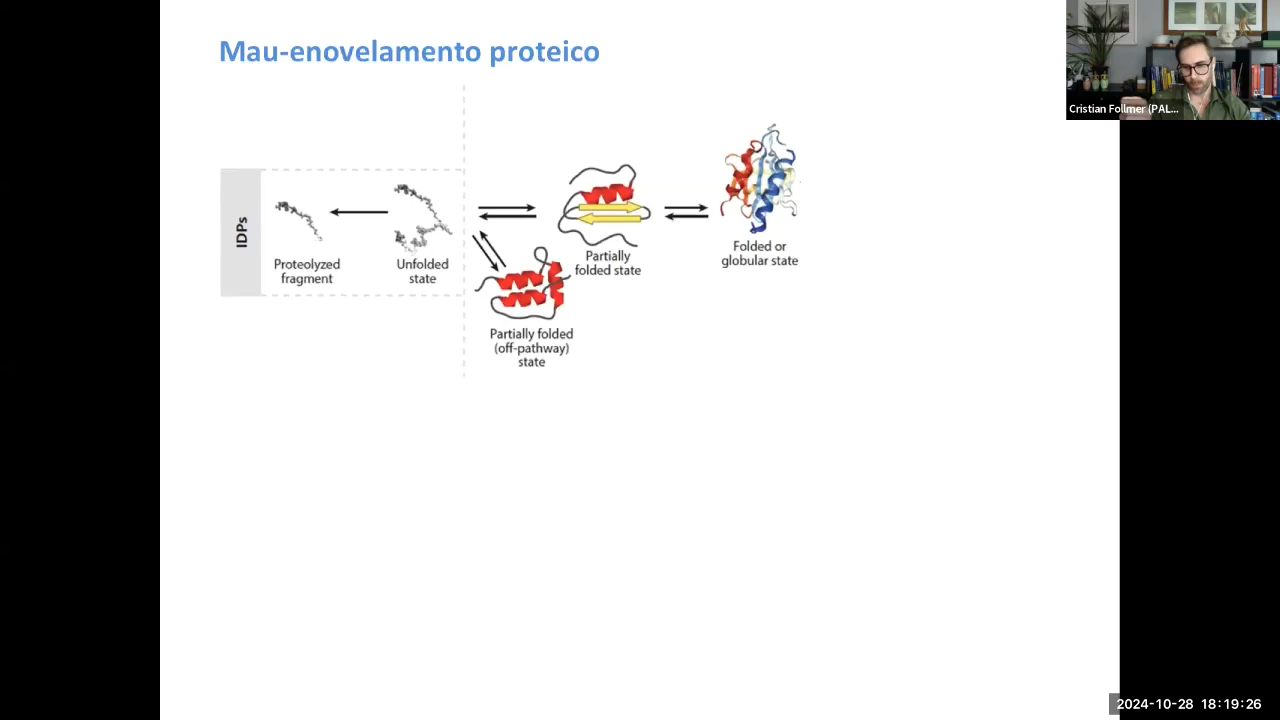 Mau-enovelamento proteico
Cristian Follmer (PAL...
IDPs
Proteolyzed
fragment
Unfolded
state
Partially
folded state
Folded or
globular state
Partially folded
(off-pathway)
state
2024-10-28 18:19:26